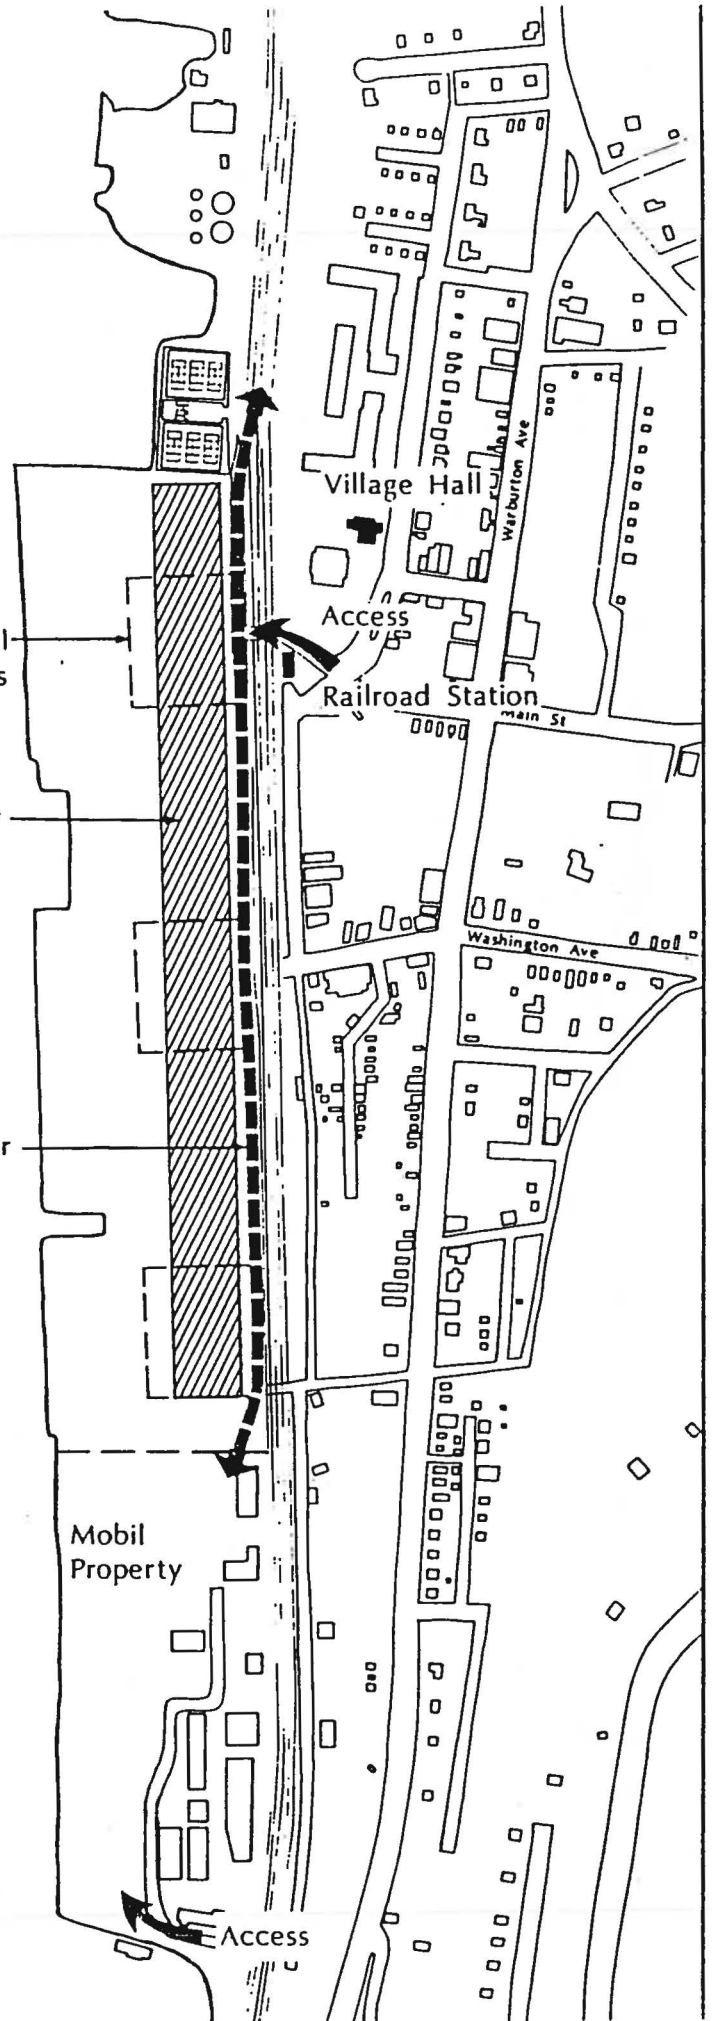 Warburton Ave
Village Hall
Access
l
s
Railroad Station
Main St
Washington Ave
r
Mobil
Property
Access